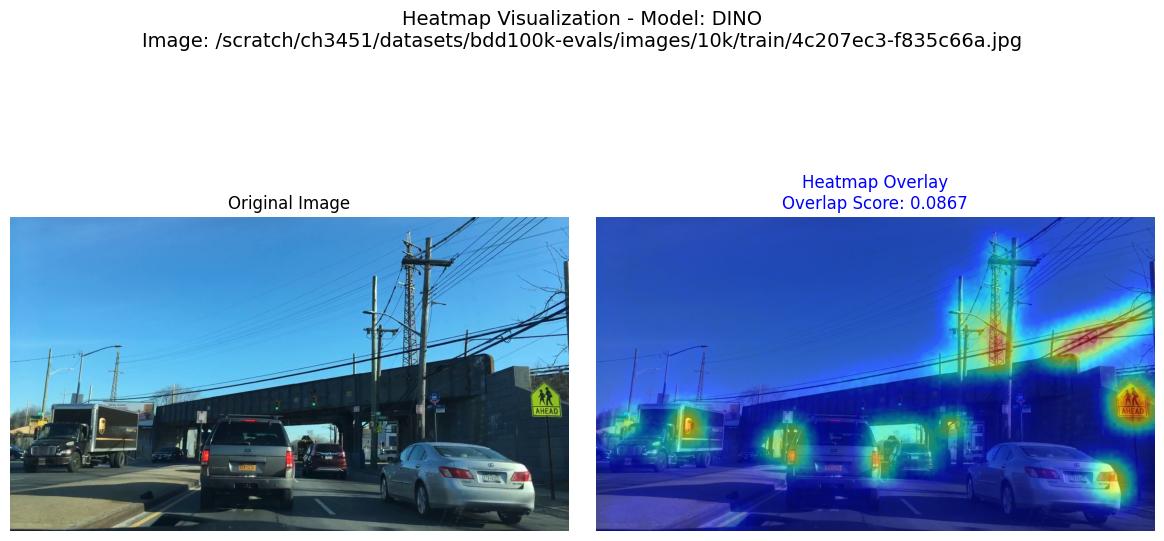 Heatmap Visualization - Model: DINO
Image: /scratch/ch3451/datasets/bdd100k-evals/images/10k/train/4c207ec3-f835c66a.jpg
Original Image
Heatmap Overlay
Overlap Score: 0.0867
AHEAD
AHEAD